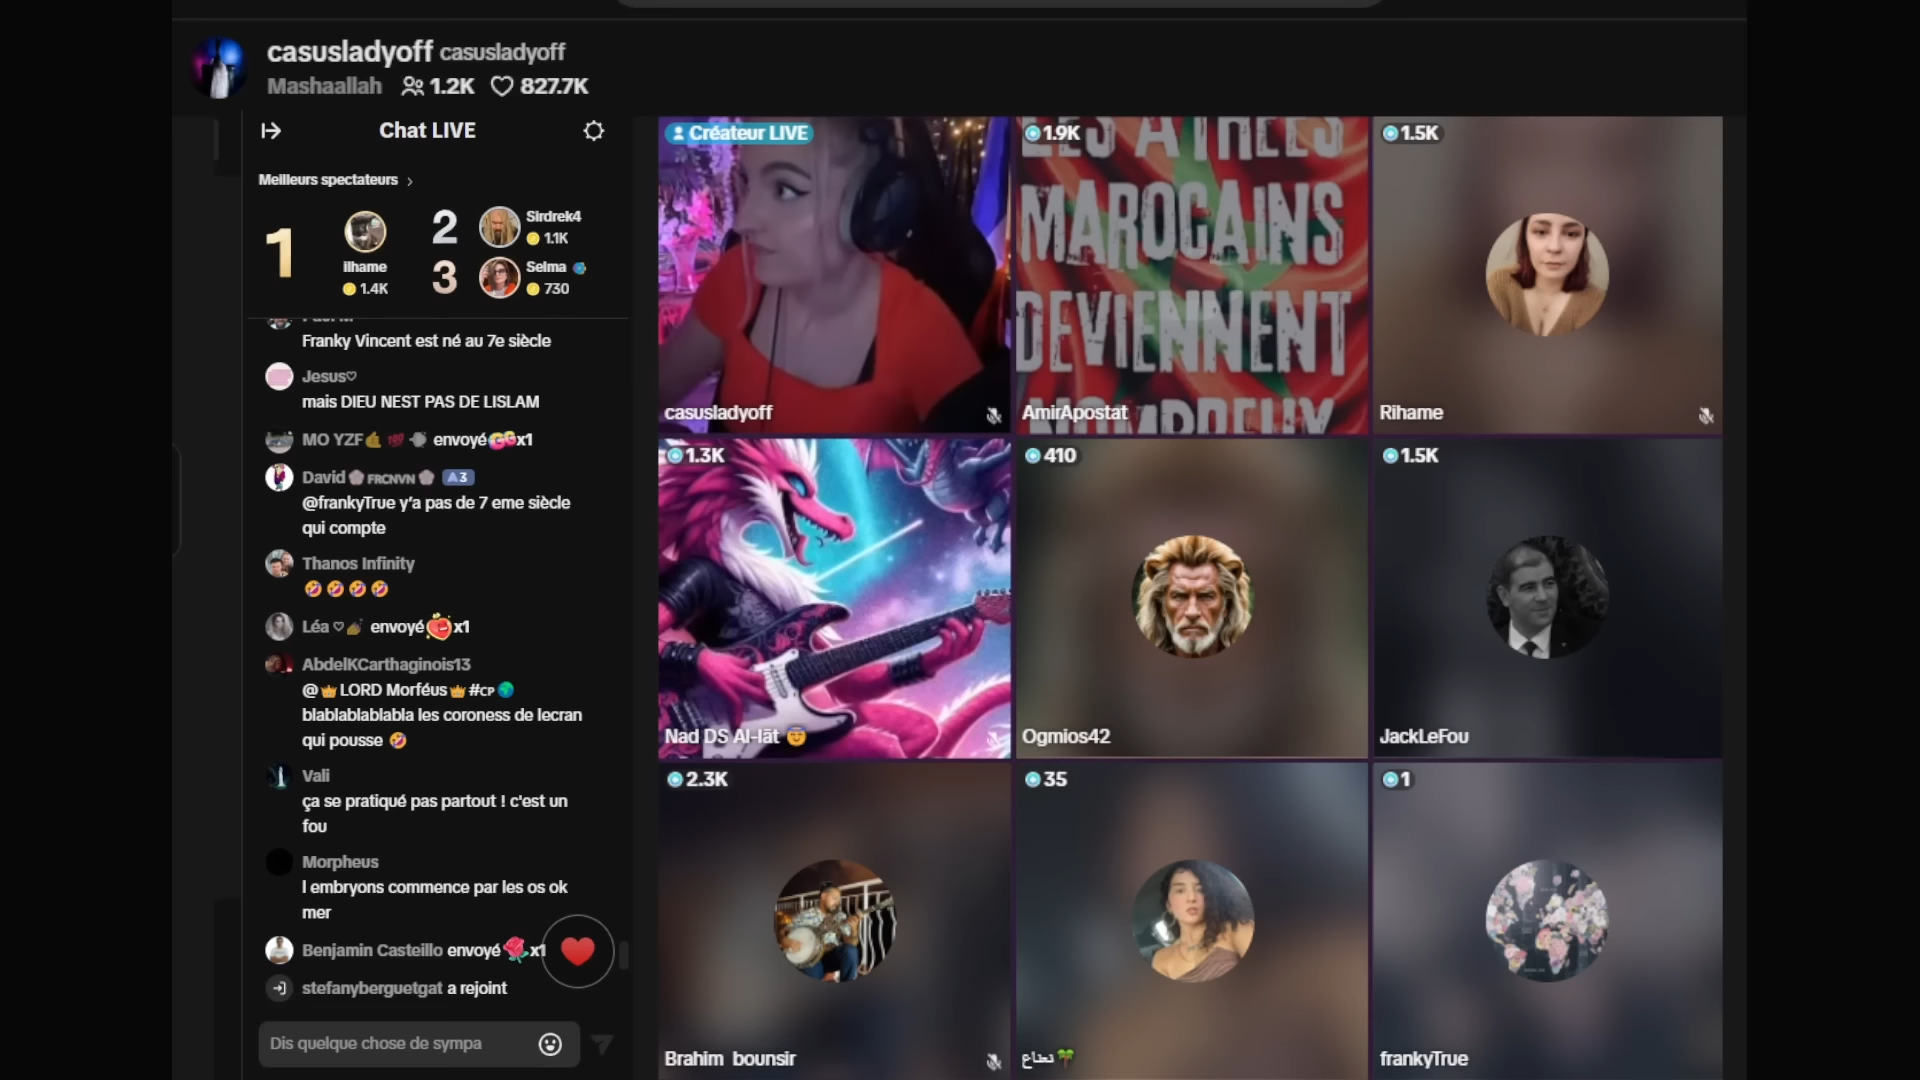 casusladyoff casusladyoff
Mashaallah 1.2K 827.7K
Chat LIVE
Meilleurs spectateurs
1
ilhame
1.4K
2
Sirdrek4
1.1K
3
Selma
730
Franky Vincent est né au 7e siècle
Jesus♡
mais DIEU NEST PAS DE LISLAM
MO YZF🤙💯🗣 envoyé x1
David FRCNVN A3
@frankyTrue y'a pas de 7 eme siècle
qui compte
Thanos Infinity
🤣🤣🤣🤣
Léa ♡ envoyé x1
AbdelKCarthaginois13
@👑LORD Morféus👑#CP🌍
blablablablabla les coroness de lecran
qui pousse 🤣
Vali
ça se pratiqué pas partout ! c'est un
fou
Morpheus
l embryons commence par les os ok
mer
Benjamin Casteillo envoyé🌹x1
stefanyberguetgat a rejoint
Dis quelque chose de sympa
Créateur LIVE
casusladyoff
1.9K
LES ATHÉES
MAROCAINS
DEVIENNENT
NOMBREUX
AmirApostat
1.5K
Rihame
1.3K
Nad DS Al-lāt 😇
410
Ogmios42
1.5K
JackLeFou
2.3K
Brahim bounsir
35
نعناع🌴
1
frankyTrue